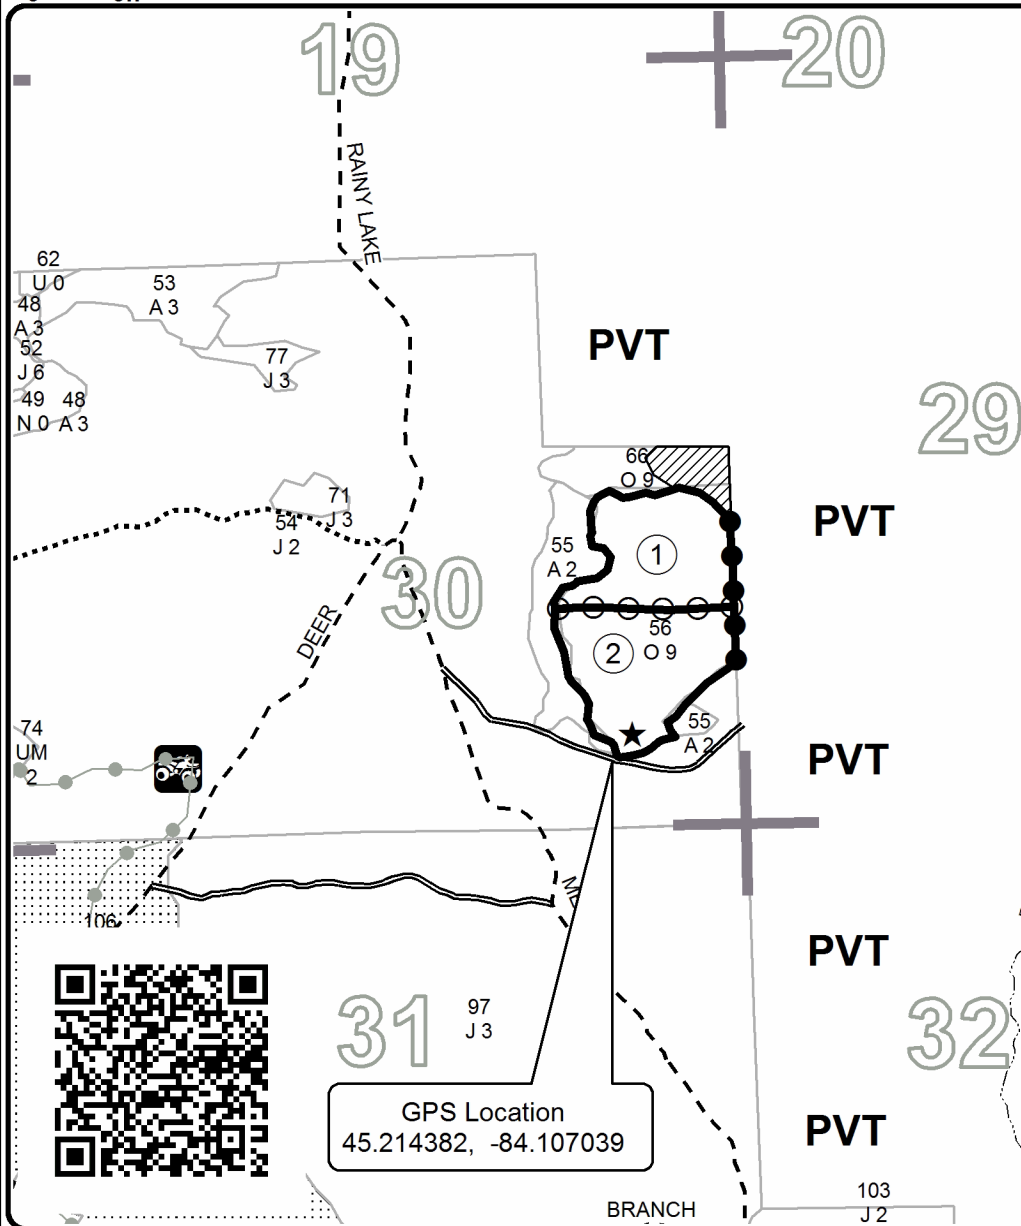 19
20
RAINY LAKE
62
U 0
53
A 3
48
A 3
52
J 6
77
J 3
49
N 0
48
A 3
PVT
29
66
O 9
71
J 3
54
J 2
PVT
55
A 2
1
30
DEER
56
O 9
2
55
A 2
74
UM
2
PVT
106
PVT
31
97
J 3
32
GPS Location
45.214382, -84.107039
PVT
103
J 2
BRANCH